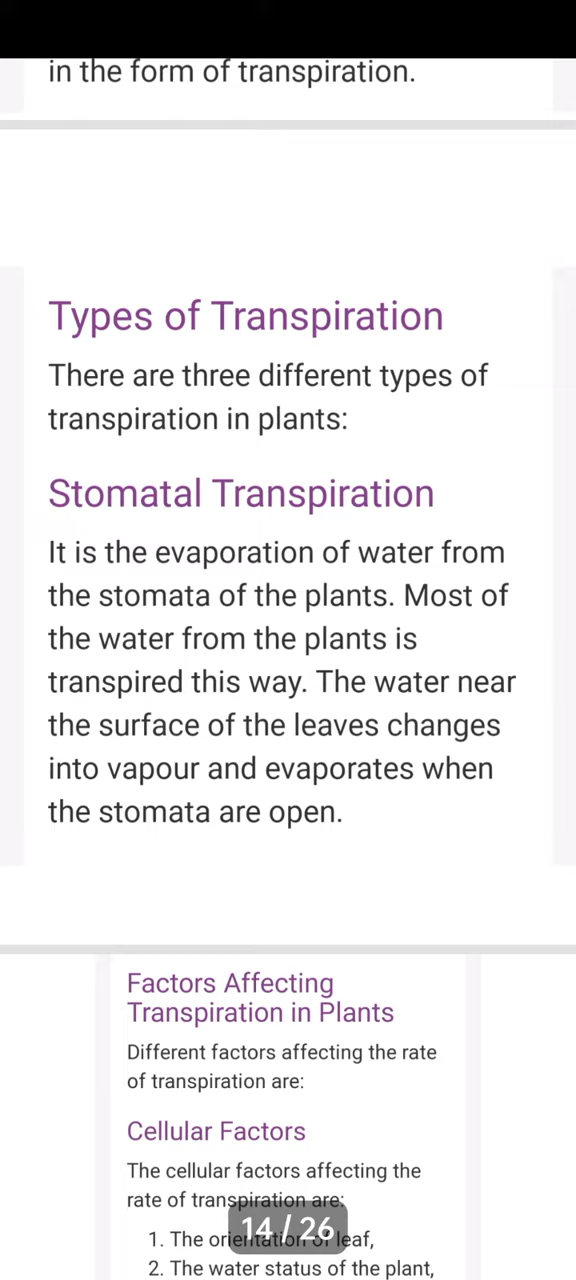 in the form of transpiration.
Types of Transpiration
There are three different types of
transpiration in plants:
Stomatal Transpiration
It is the evaporation of water from
the stomata of the plants. Most of
the water from the plants is
transpired this way. The water near
the surface of the leaves changes
into vapour and evaporates when
the stomata are open.
Factors Affecting
Transpiration in Plants
Different factors affecting the rate
of transpiration are:
Cellular Factors
The cellular factors affecting the
rate of transpiration are:
14 / 26
1. The orientation of leaf,
2. The water status of the plant,